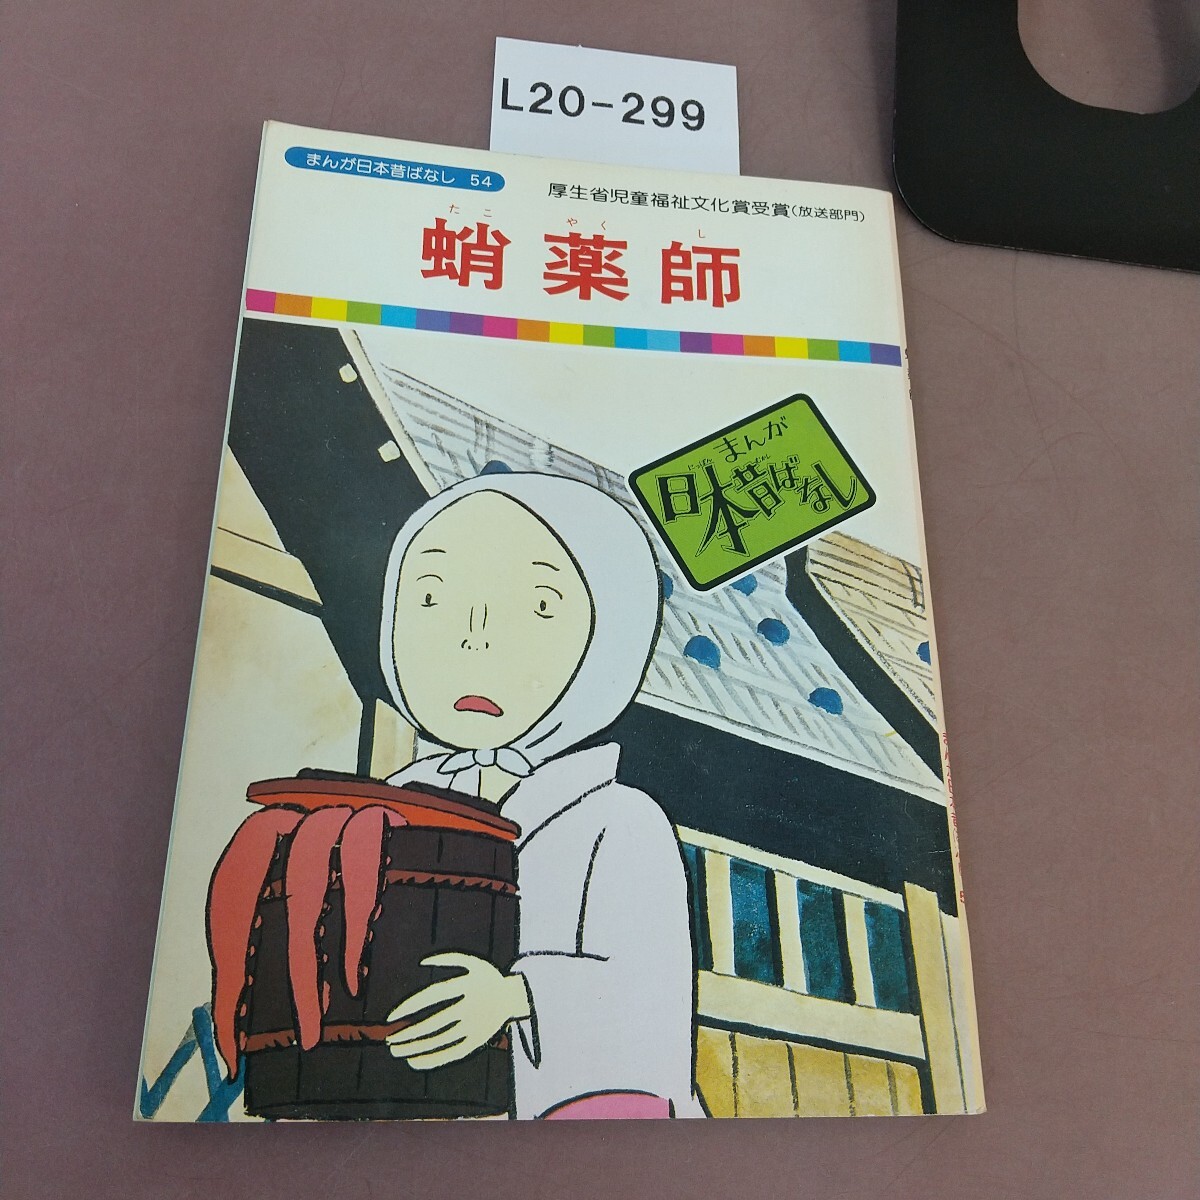 L20-299
まんが日本昔ばなし 54
厚生省児童福祉文化賞受賞(放送部門)
たこ やく し
蛸薬師
まんが
にっぽん むかし
日本昔ばなし